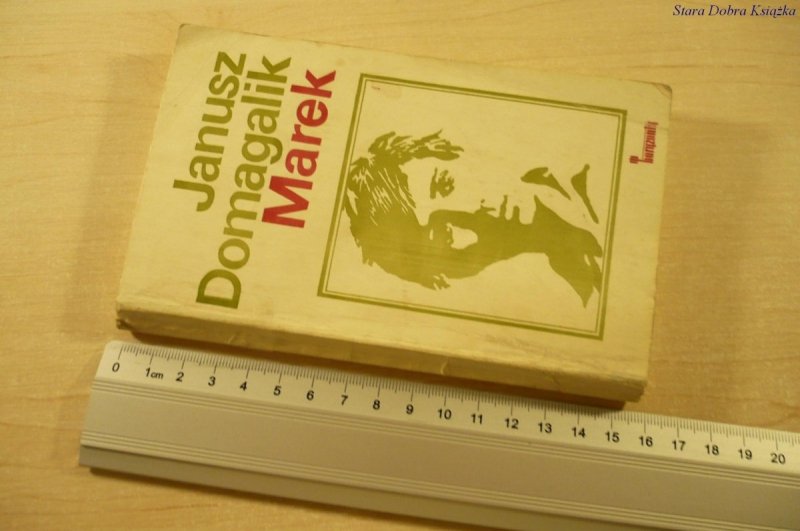 Stara Dobra Książka
Janusz
Domagalik
Marek
Horyzonty
0 1cm 2 3 4 5 6 7 8 9 10 11 12 13 14 15 16 17 18 19 20